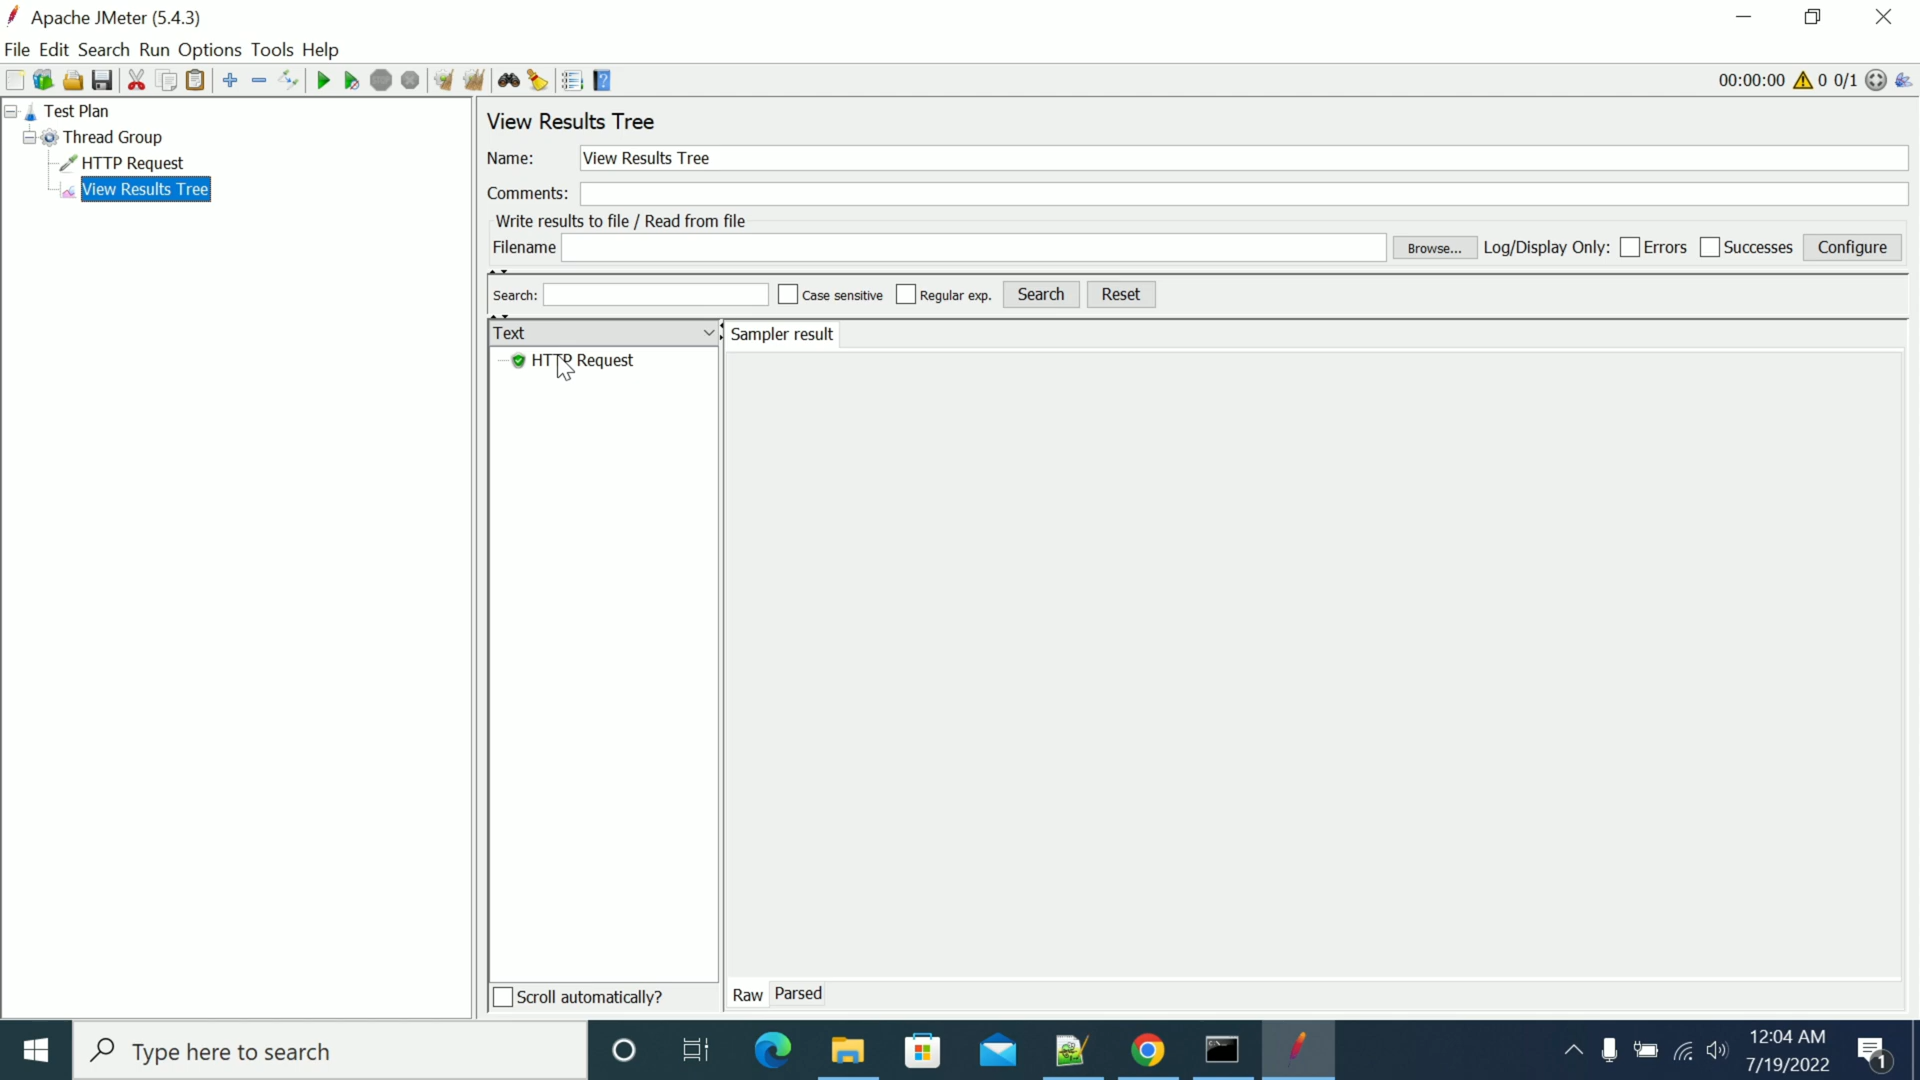 Apache JMeter (5.4.3)
File Edit Search Run Options Tools Help
00:00:00 0 0/1
Test Plan
Thread Group
HTTP Request
View Results Tree
View Results Tree
Name: View Results Tree
Comments:
Write results to file / Read from file
Filename Browse... Log/Display Only: Errors Successes Configure
Search: Case sensitive Regular exp. Search Reset
Text Sampler result
HTTP Request
Scroll automatically? Raw Parsed
Type here to search
12:04 AM
7/19/2022
1